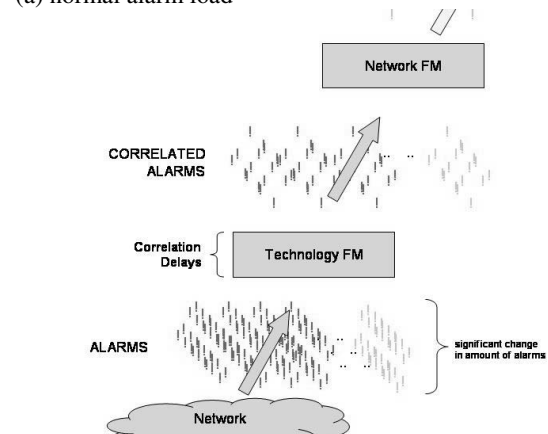 (a) normal alarm load
Network FM
CORRELATED
ALARMS
Correlation
Delays
Technology FM
ALARMS
significant change
in amount of alarms
Network